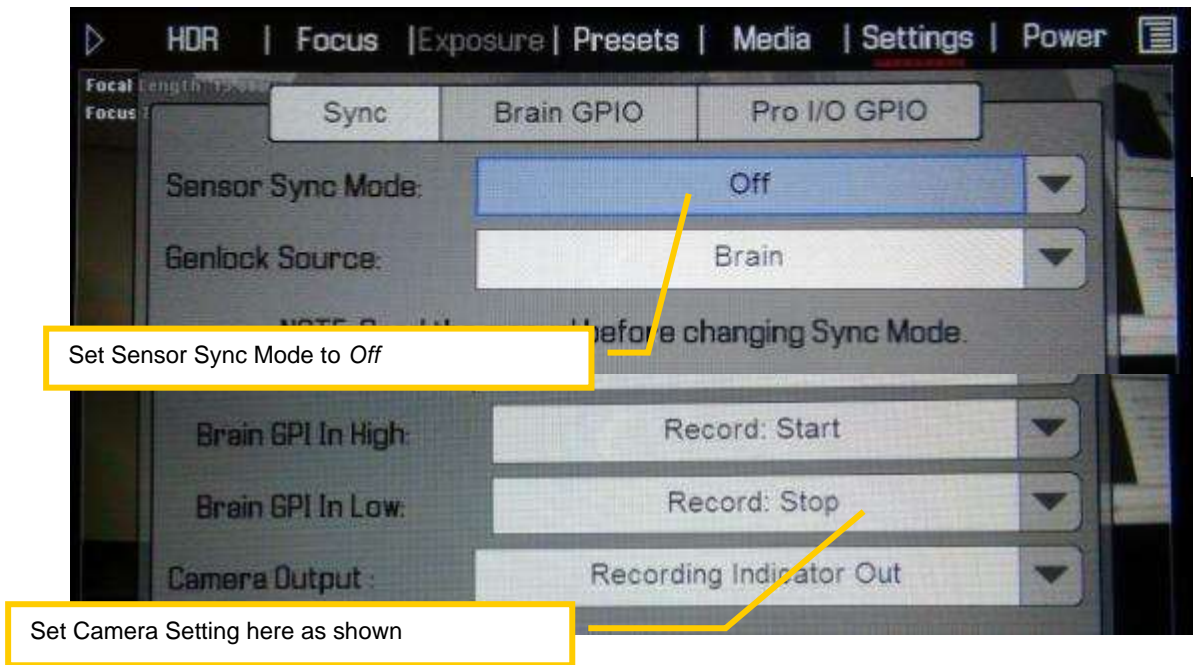 HDR | Focus | Exposure | Presets | Media | Settings | Power
Focal Length:
Focus
Sync Brain GPIO Pro I/O GPIO
Sensor Sync Mode: Off
Genlock Source: Brain
before changing Sync Mode.
Set Sensor Sync Mode to Off
Brain GPI In High: Record: Start
Brain GPI In Low: Record: Stop
Camera Output : Recording Indicator Out
Set Camera Setting here as shown